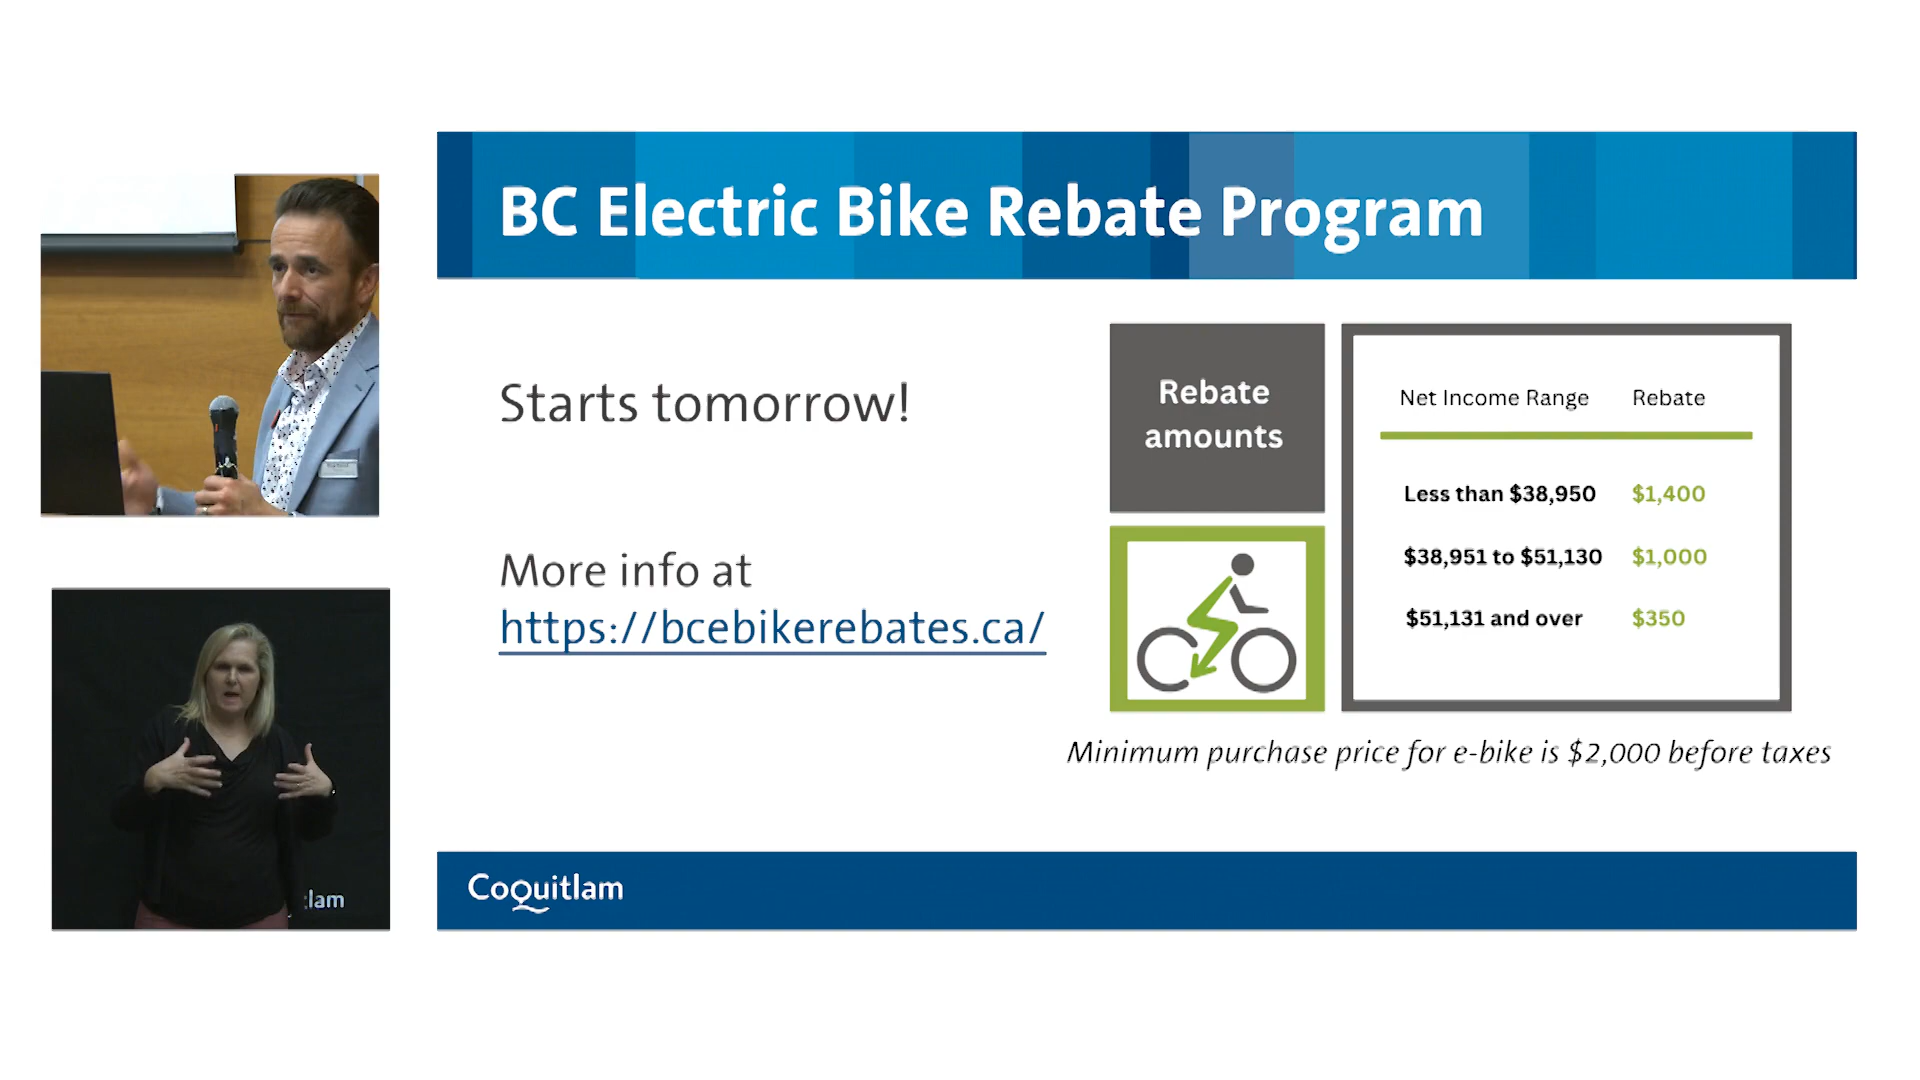 BC Electric Bike Rebate Program
Starts tomorrow!
More info at
https://bcebikerebates.ca/
Rebate
amounts
Net Income Range Rebate
Less than $38,950 $1,400
$38,951 to $51,130 $1,000
$51,131 and over $350
Minimum purchase price for e-bike is $2,000 before taxes
Coquitlam
lam